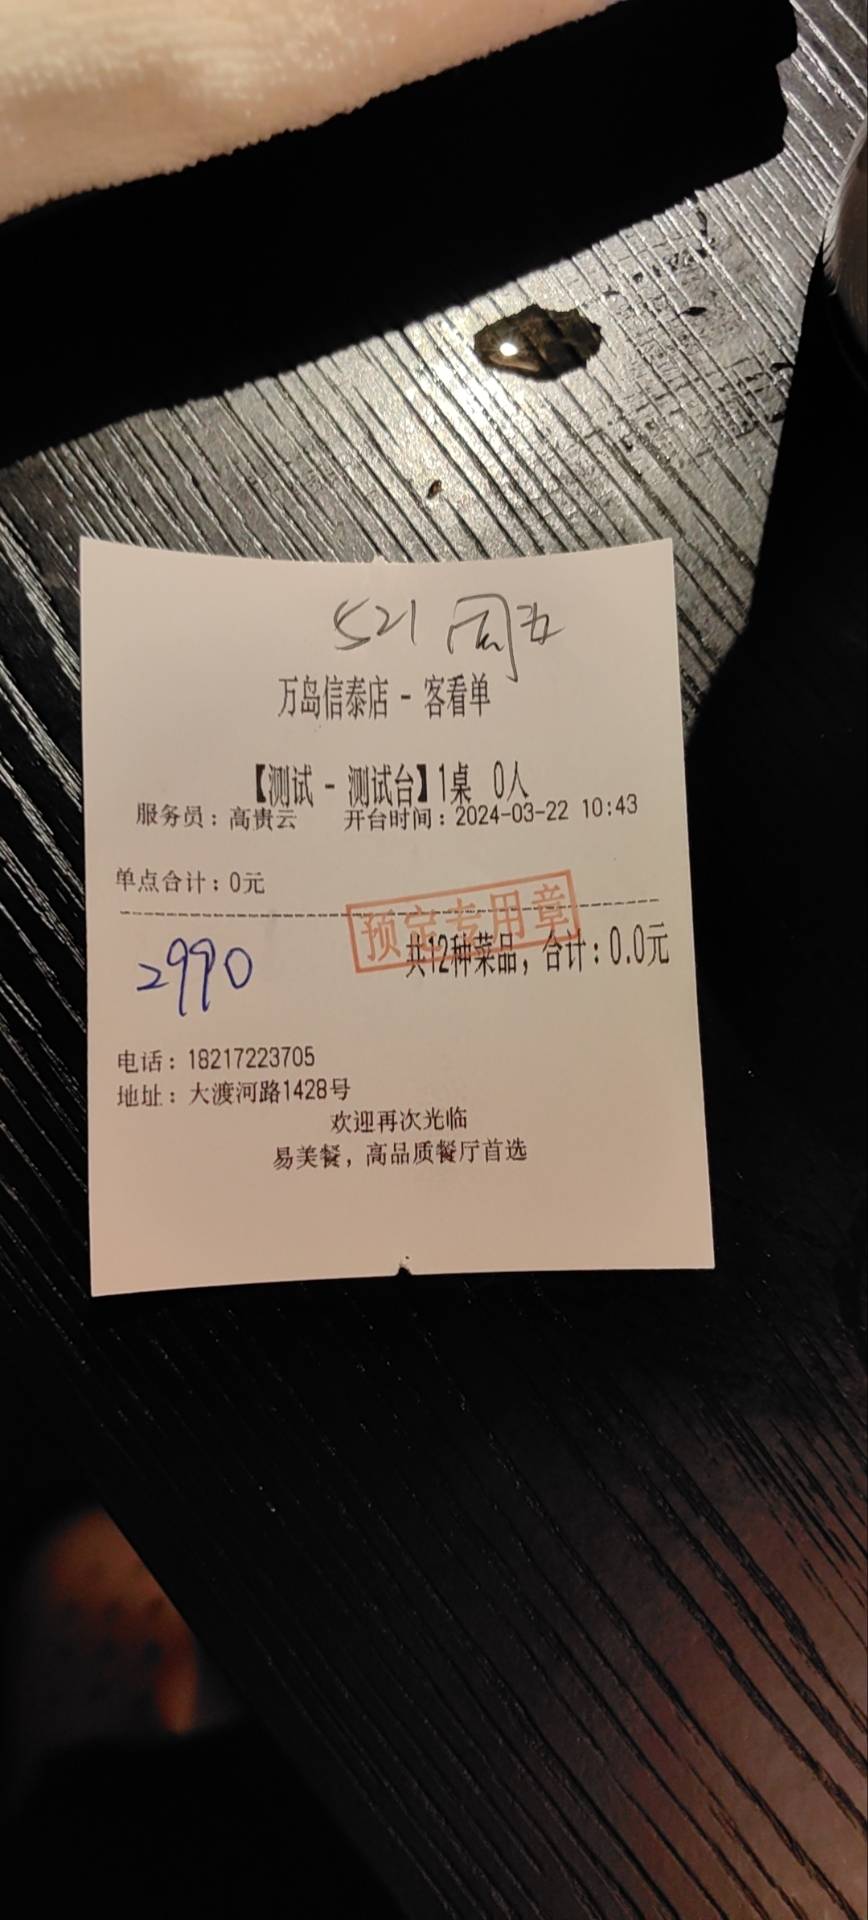 521 周五
万岛信泰店 - 客看单
【测试 - 测试台】1桌 0人
服务员：高贵云 开台时间：2024-03-22 10:43
单点合计：0元
预定专用章
共12种菜品，合计：0.0元
2990
电话：18217223705
地址：大渡河路1428号
欢迎再次光临
易美餐，高品质餐厅首选